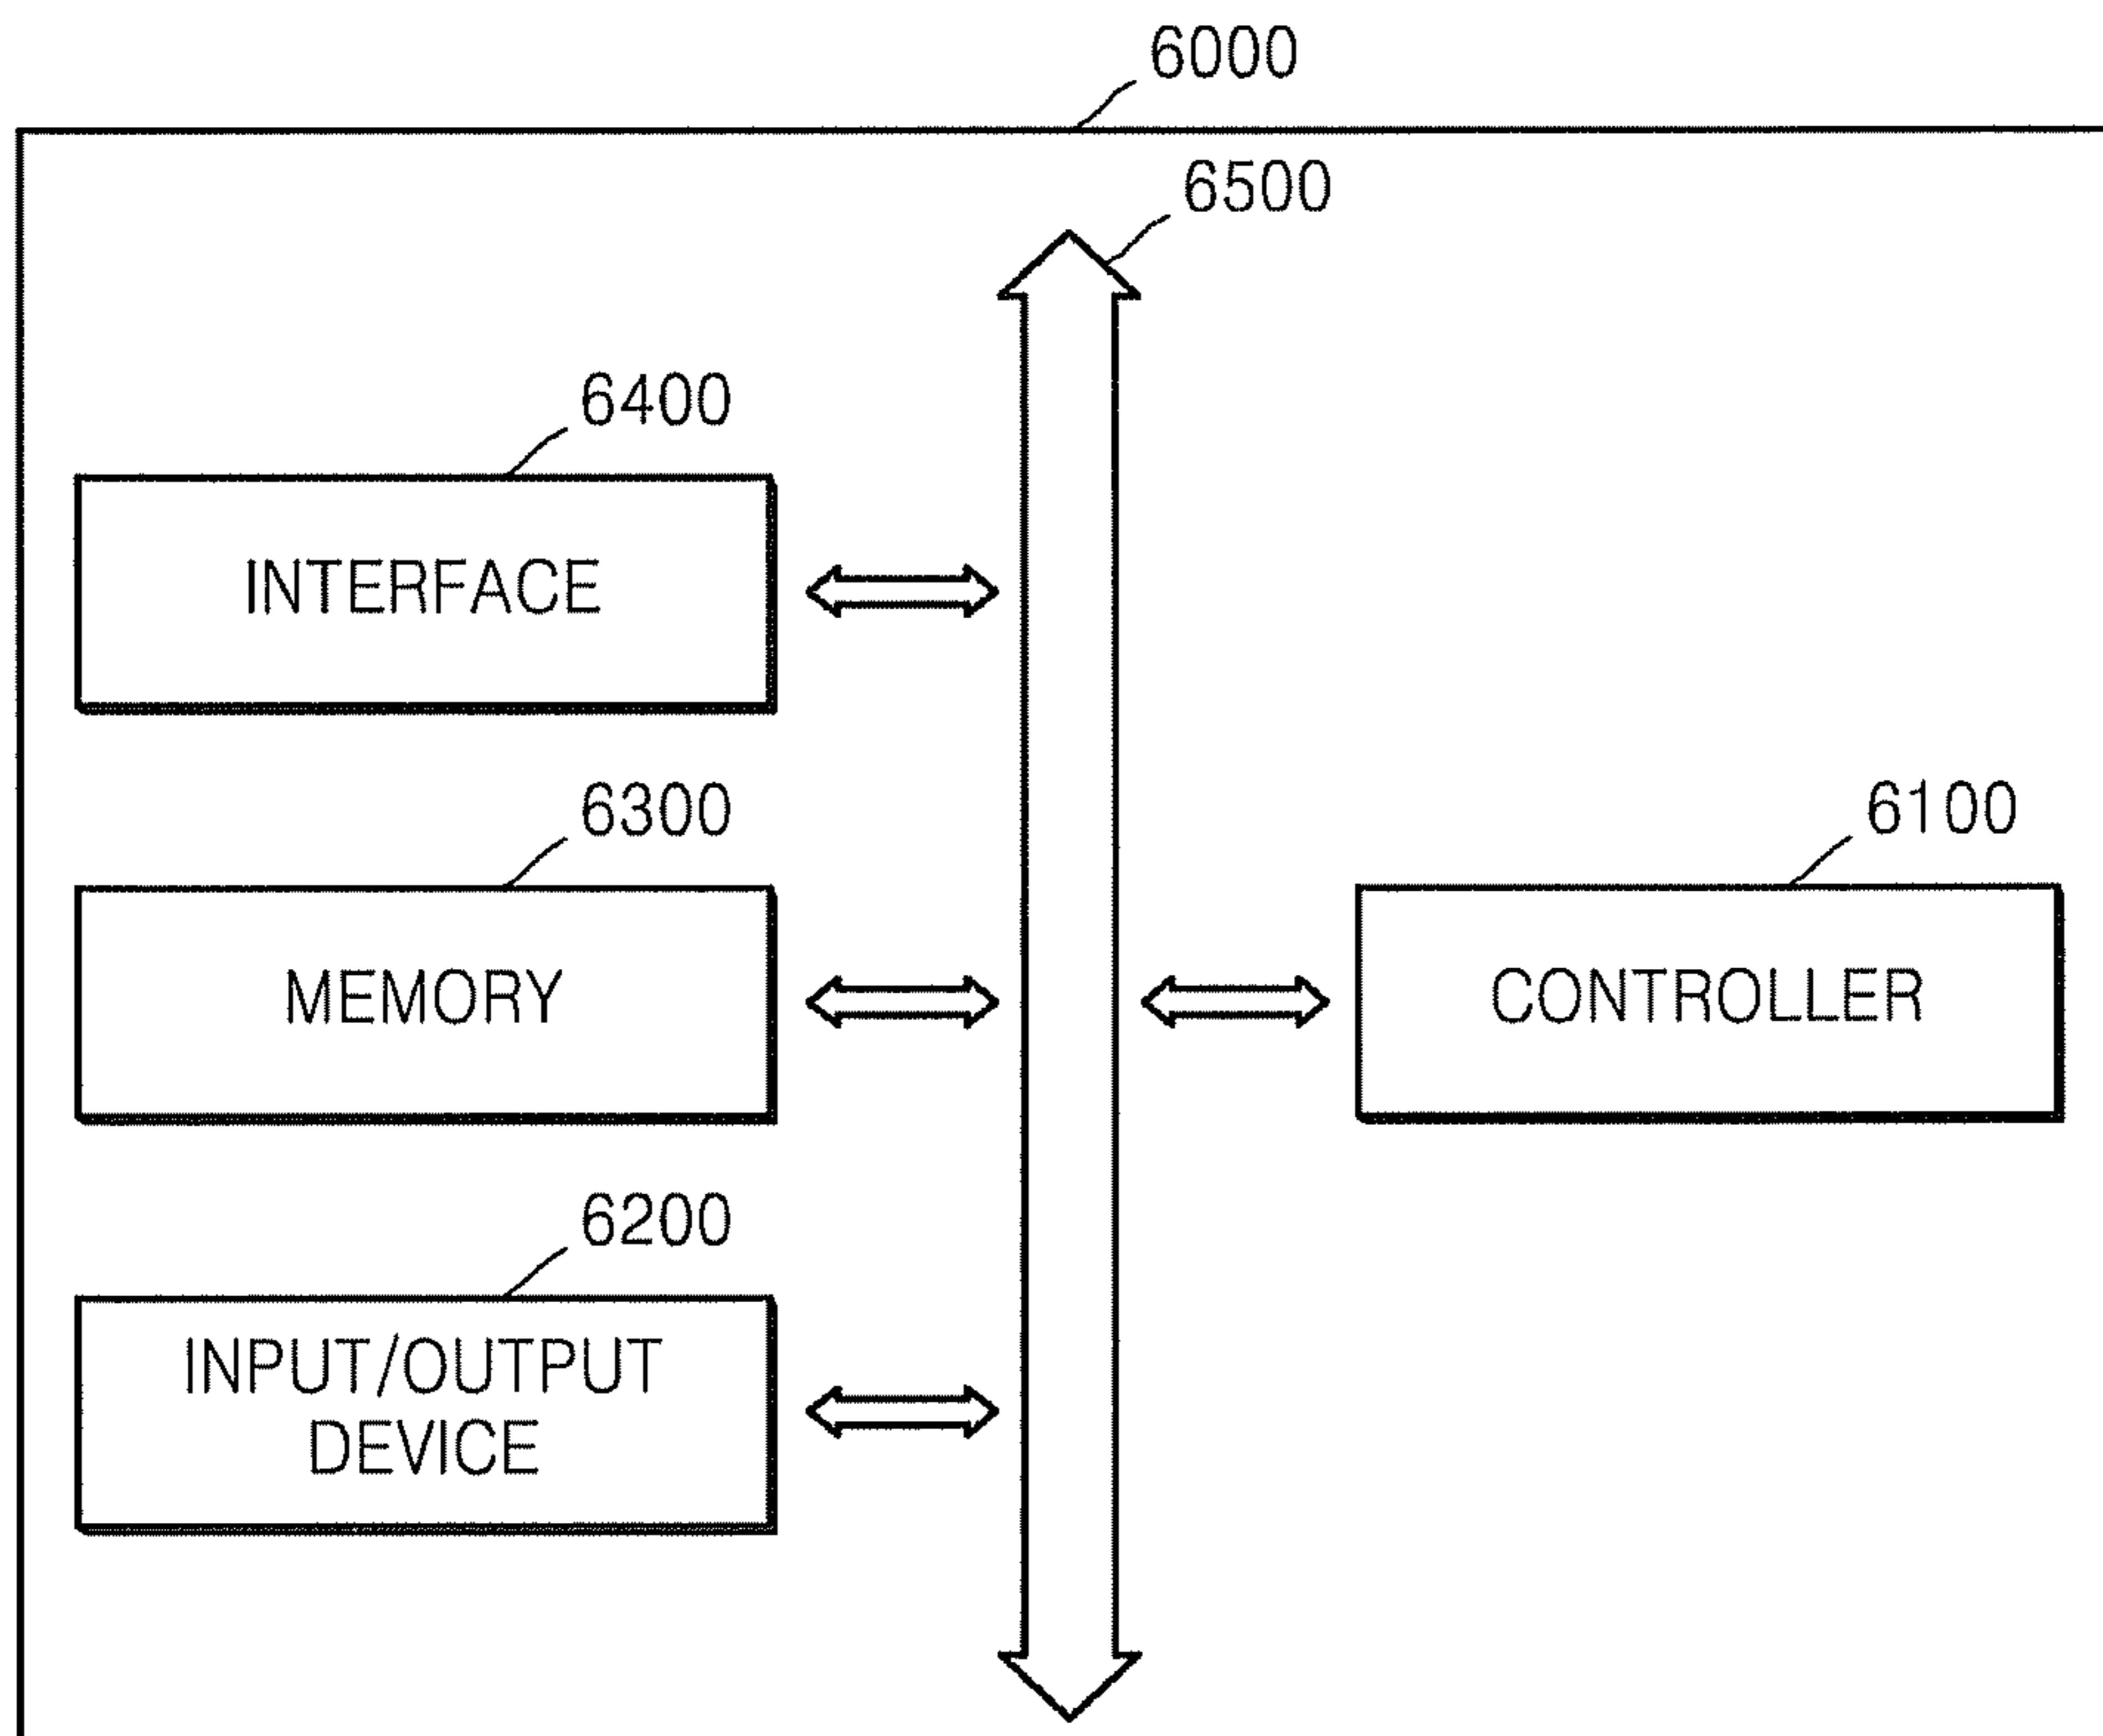 6000
6500
6400
INTERFACE
6300
6100
MEMORY
CONTROLLER
6200
INPUT/OUTPUT
DEVICE